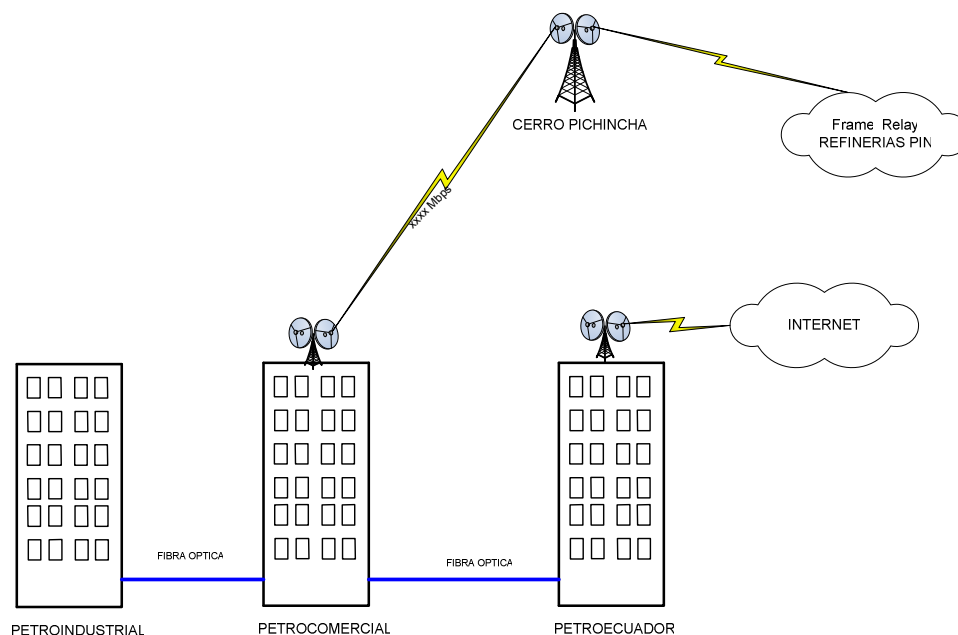 CERRO PICHINCHA
Frame Relay
REFINERIAS PIN
xxxx Mbps
INTERNET
FIBRA OPTICA
FIBRA OPTICA
PETROINDUSTRIAL
PETROCOMERCIAL
PETROECUADOR